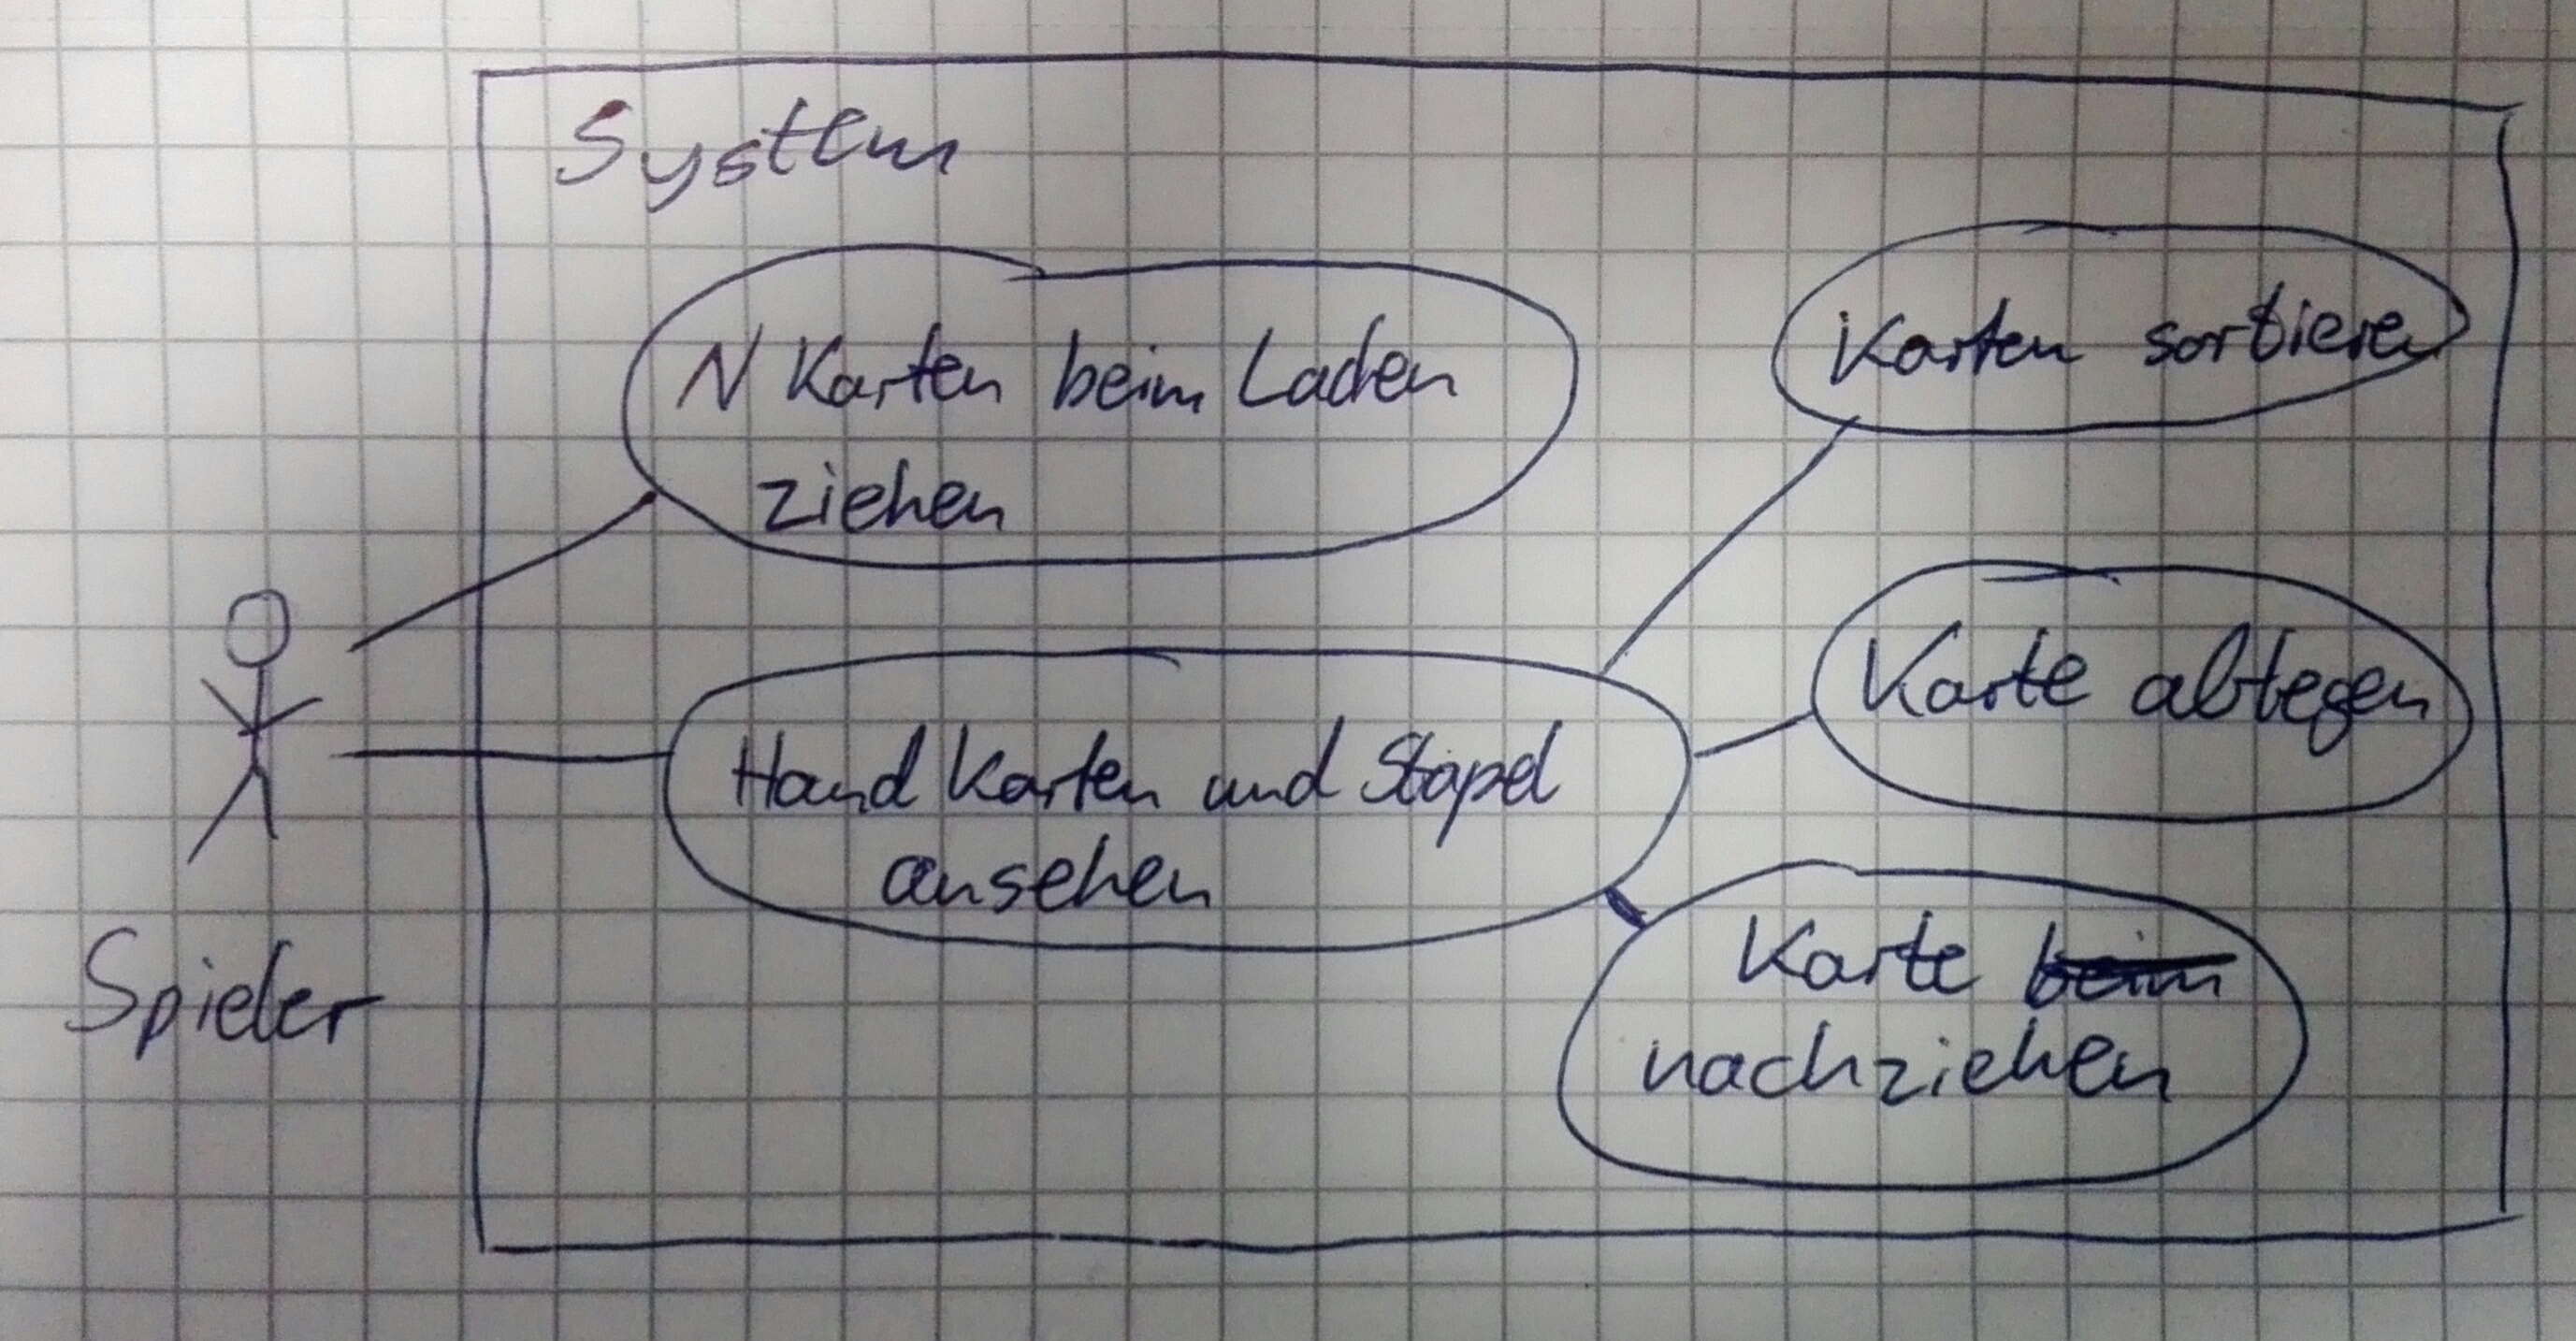 System
N Karten beim Laden
ziehen
Karten sortieren
Hand Karten und Stapel
ansehen
Karte ablegen
Karte beim
nachziehen
Spieler